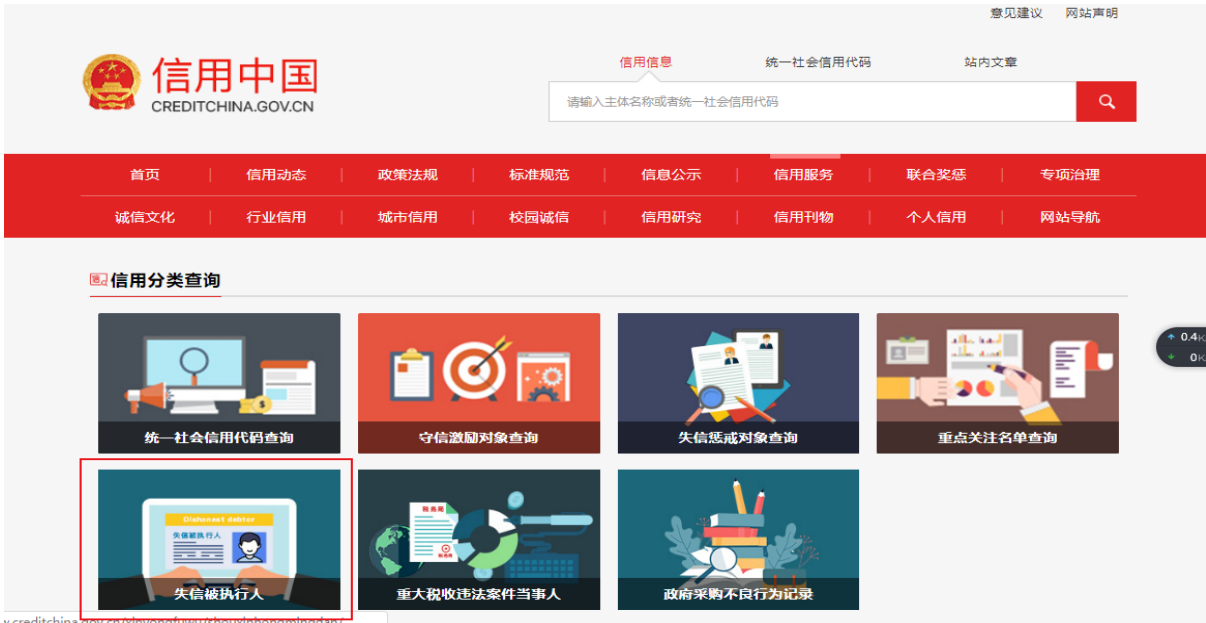 意见建议 网站声明
信用中国
CREDITCHINA.GOV.CN
信用信息 统一社会信用代码 站内文章
请输入主体名称或者统一社会信用代码
首页 信用动态 政策法规 标准规范 信息公示 信用服务 联合奖惩 专项治理
诚信文化 行业信用 城市信用 校园诚信 信用研究 信用刊物 个人信用 网站导航
信用分类查询
0.4K
0K
统一社会信用代码查询 守信激励对象查询 失信惩戒对象查询 重点关注名单查询
Dishonest debtor
失信被执行人
税务局
失信被执行人 重大税收违法案件当事人 政府采购不良行为记录